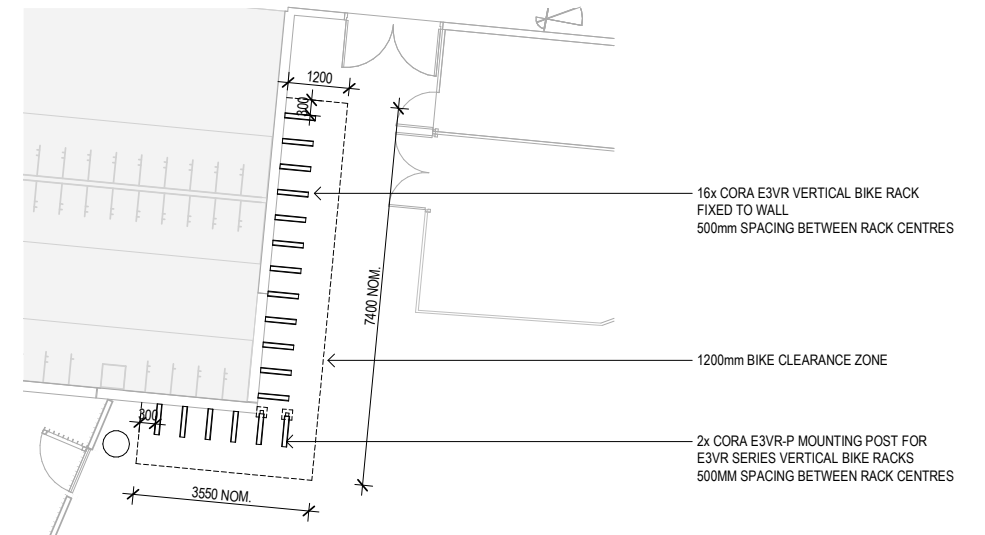 1200
300
16x CORA E3VR VERTICAL BIKE RACK
FIXED TO WALL
500mm SPACING BETWEEN RACK CENTRES
7400 NOM.
1200mm BIKE CLEARANCE ZONE
300
2x CORA E3VR-P MOUNTING POST FOR
E3VR SERIES VERTICAL BIKE RACKS
500MM SPACING BETWEEN RACK CENTRES
3550 NOM.